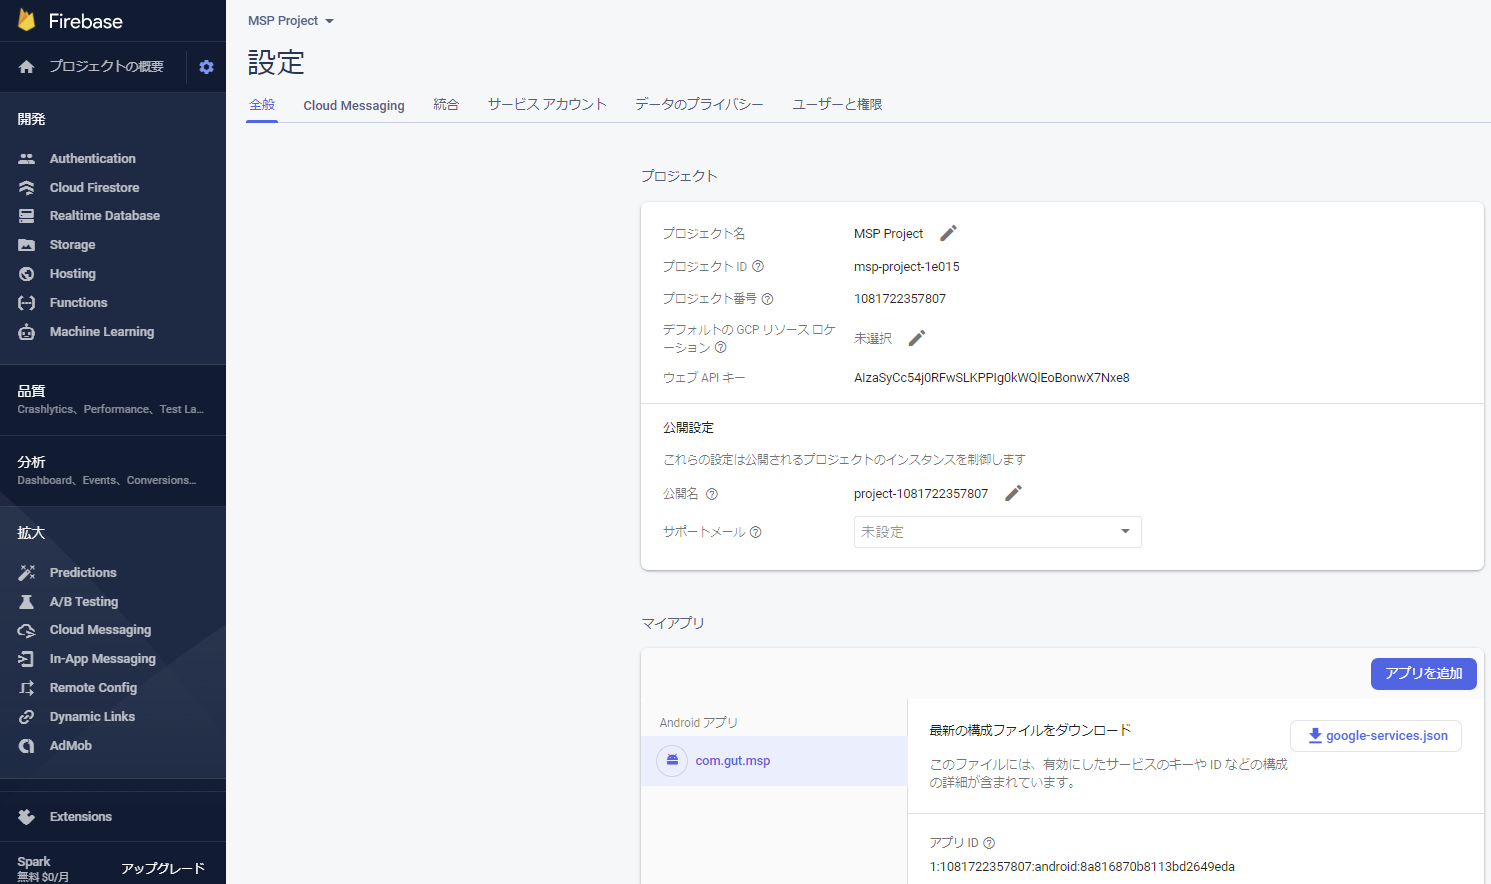 Firebase
プロジェクトの概要
開発
Authentication
Cloud Firestore
Realtime Database
Storage
Hosting
Functions
Machine Learning
品質
Crashlytics、Performance、Test La...
分析
Dashboard、Events、Conversions...
拡大
Predictions
A/B Testing
Cloud Messaging
In-App Messaging
Remote Config
Dynamic Links
AdMob
Extensions
Spark
無料 $0/月
アップグレード
MSP Project
設定
全般 Cloud Messaging 統合 サービス アカウント データのプライバシー ユーザーと権限
プロジェクト
プロジェクト名 MSP Project
プロジェクト ID msp-project-1e015
プロジェクト番号 1081722357807
デフォルトの GCP リソース ロケ
ーション 未選択
ウェブ API キー AIzaSyCc54j0RFwSLKPPIg0kWQlEoBonwX7Nxe8
公開設定
これらの設定は公開されるプロジェクトのインスタンスを制御します
公開名 project-1081722357807
サポートメール 未設定
マイアプリ
アプリを追加
Android アプリ
com.gut.msp
最新の構成ファイルをダウンロード
google-services.json
このファイルには、有効にしたサービスのキーや ID などの構成
の詳細が含まれています。
アプリ ID
1:1081722357807:android:8a816870b8113bd2649eda